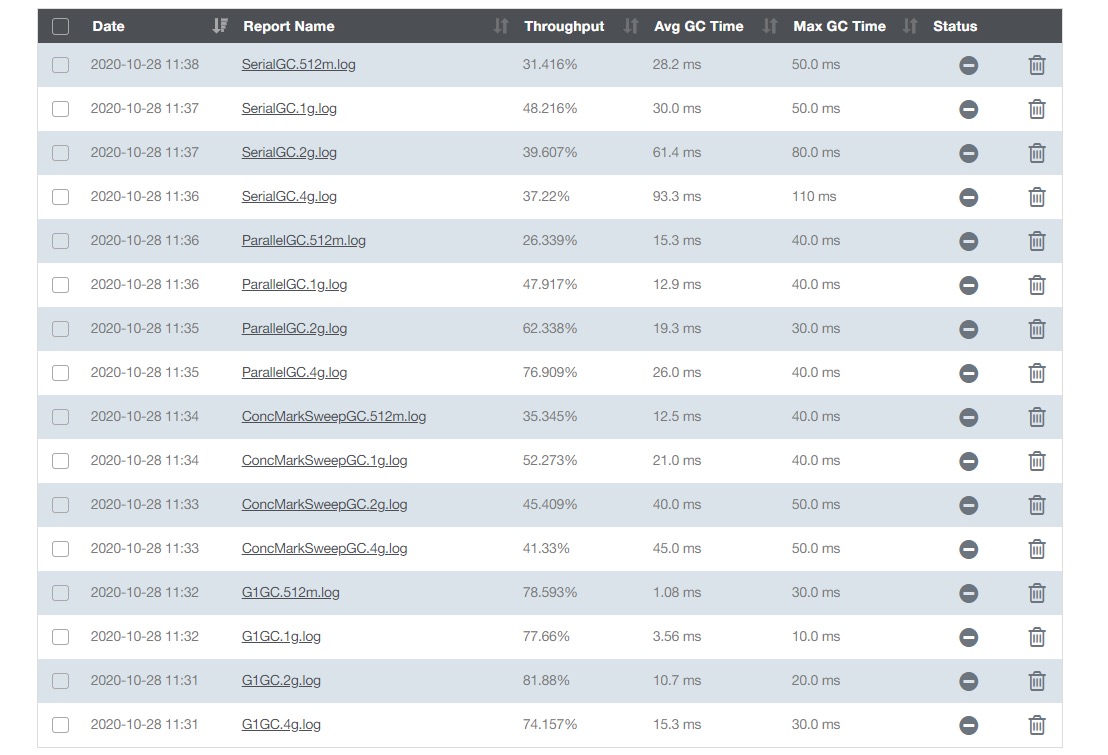 Date Report Name Throughput Avg GC Time Max GC Time Status
2020-10-28 11:38 SerialGC.512m.log 31.416% 28.2 ms 50.0 ms
2020-10-28 11:37 SerialGC.1g.log 48.216% 30.0 ms 50.0 ms
2020-10-28 11:37 SerialGC.2g.log 39.607% 61.4 ms 80.0 ms
2020-10-28 11:36 SerialGC.4g.log 37.22% 93.3 ms 110 ms
2020-10-28 11:36 ParallelGC.512m.log 26.339% 15.3 ms 40.0 ms
2020-10-28 11:36 ParallelGC.1g.log 47.917% 12.9 ms 40.0 ms
2020-10-28 11:35 ParallelGC.2g.log 62.338% 19.3 ms 30.0 ms
2020-10-28 11:35 ParallelGC.4g.log 76.909% 26.0 ms 40.0 ms
2020-10-28 11:34 ConcMarkSweepGC.512m.log 35.345% 12.5 ms 40.0 ms
2020-10-28 11:34 ConcMarkSweepGC.1g.log 52.273% 21.0 ms 40.0 ms
2020-10-28 11:33 ConcMarkSweepGC.2g.log 45.409% 40.0 ms 50.0 ms
2020-10-28 11:33 ConcMarkSweepGC.4g.log 41.33% 45.0 ms 50.0 ms
2020-10-28 11:32 G1GC.512m.log 78.593% 1.08 ms 30.0 ms
2020-10-28 11:32 G1GC.1g.log 77.66% 3.56 ms 10.0 ms
2020-10-28 11:31 G1GC.2g.log 81.88% 10.7 ms 20.0 ms
2020-10-28 11:31 G1GC.4g.log 74.157% 15.3 ms 30.0 ms